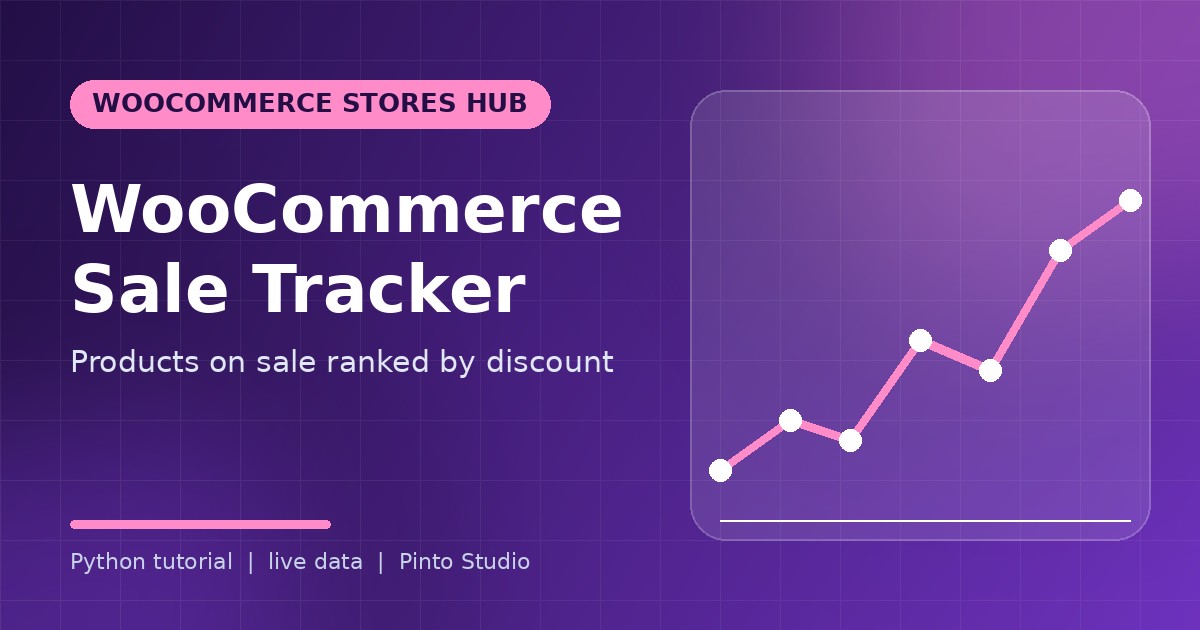 WOOCOMMERCE STORES HUB
WooCommerce
Sale Tracker
Products on sale ranked by discount
Python tutorial | live data | Pinto Studio